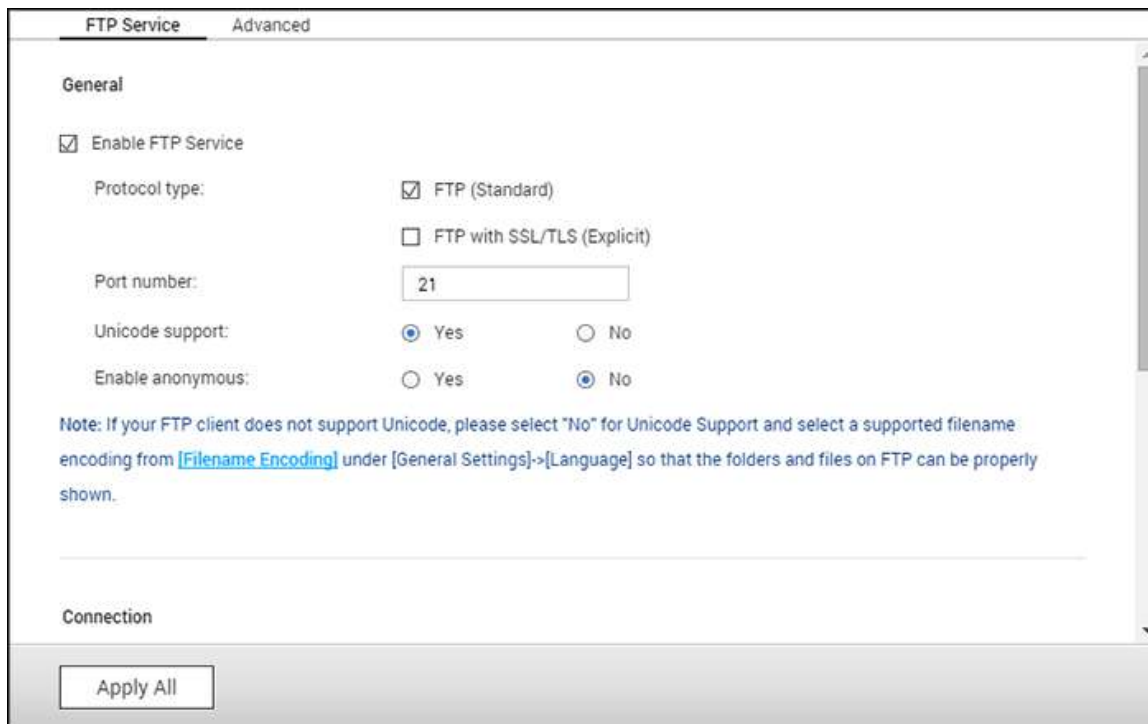 FTP Service Advanced
General
Enable FTP Service
Protocol type: FTP (Standard)
FTP with SSL/TLS (Explicit)
Port number: 21
Unicode support: Yes No
Enable anonymous: Yes No
Note: If your FTP client does not support Unicode, please select "No" for Unicode Support and select a supported filename
encoding from [Filename Encoding] under [General Settings]->[Language] so that the folders and files on FTP can be properly
shown.
Connection
Apply All